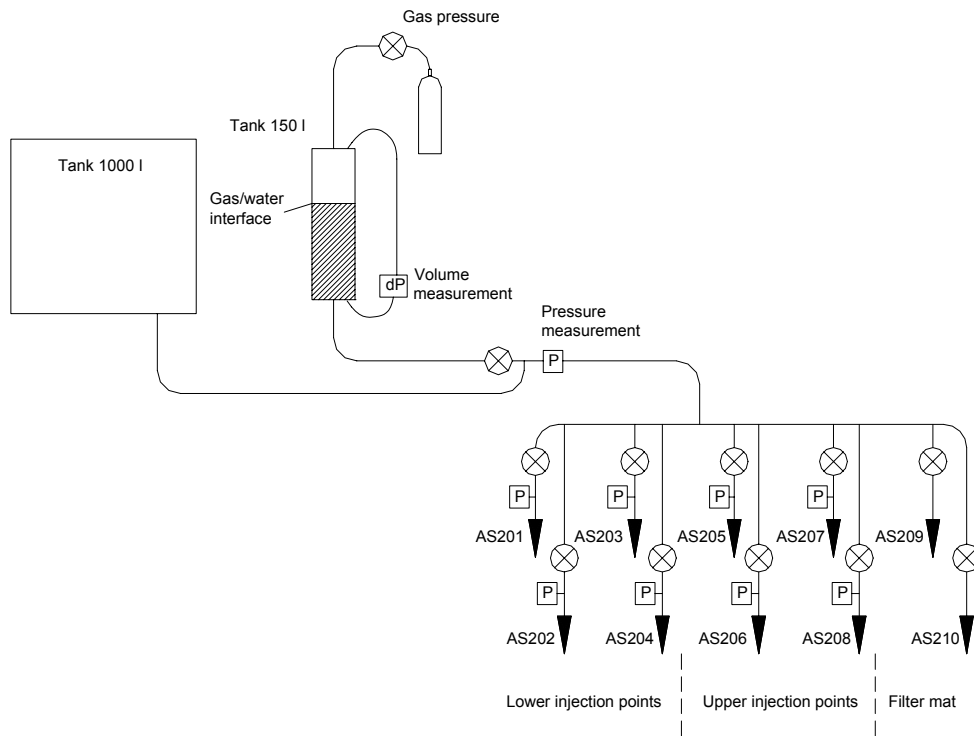 Gas pressure
Tank 150 l
Tank 1000 l
Gas/water
interface
dP
Volume
measurement
Pressure
measurement
P
P
P
P
P
AS201
AS203
AS205
AS207
AS209
P
P
P
P
AS202
AS204
AS206
AS208
AS210
Lower injection points
Upper injection points
Filter mat